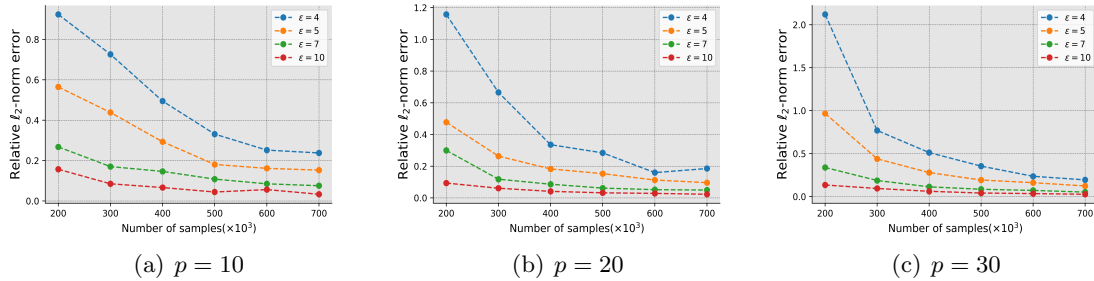 Relative ℓ₂-norm error
0.8
0.6
0.4
0.2
0.0
200 300 400 500 600 700
Number of samples(×10³)
ε = 4
ε = 5
ε = 7
ε = 10
(a) p = 10
Relative ℓ₂-norm error
1.2
1.0
0.8
0.6
0.4
0.2
0.0
200 300 400 500 600 700
Number of samples(×10³)
ε = 4
ε = 5
ε = 7
ε = 10
(b) p = 20
Relative ℓ₂-norm error
2.0
1.5
1.0
0.5
0.0
200 300 400 500 600 700
Number of samples(×10³)
ε = 4
ε = 5
ε = 7
ε = 10
(c) p = 30